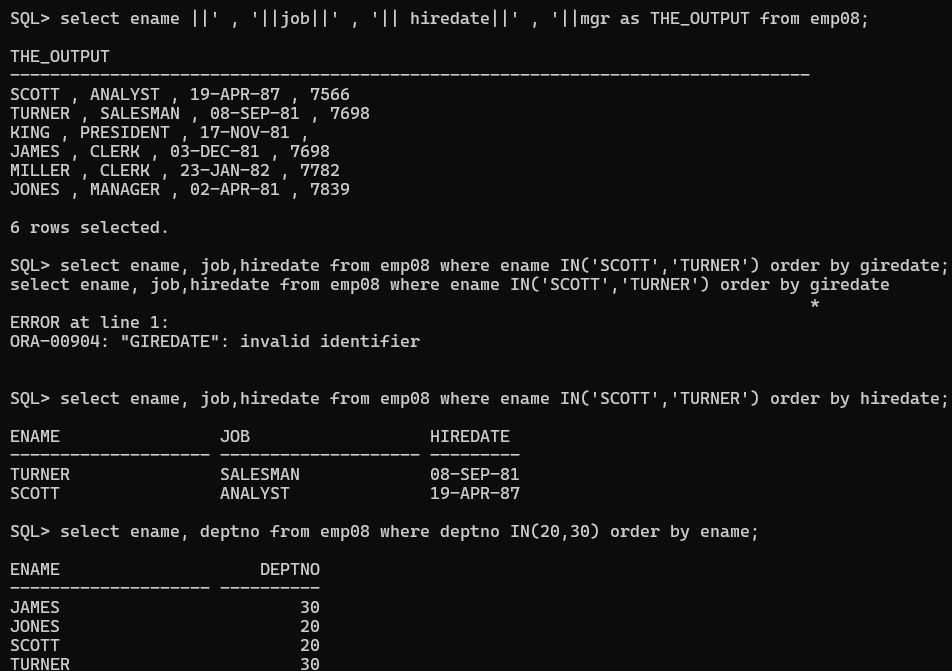 SQL> select ename ||' , '||job||' , '|| hiredate||' , '||mgr as THE_OUTPUT from emp08;
THE_OUTPUT
--------------------------------------------------------------------------------
SCOTT , ANALYST , 19-APR-87 , 7566
TURNER , SALESMAN , 08-SEP-81 , 7698
KING , PRESIDENT , 17-NOV-81 ,
JAMES , CLERK , 03-DEC-81 , 7698
MILLER , CLERK , 23-JAN-82 , 7782
JONES , MANAGER , 02-APR-81 , 7839
6 rows selected.
SQL> select ename, job,hiredate from emp08 where ename IN('SCOTT','TURNER') order by giredate;
select ename, job,hiredate from emp08 where ename IN('SCOTT','TURNER') order by giredate
*
ERROR at line 1:
ORA-00904: "GIREDATE": invalid identifier
SQL> select ename, job,hiredate from emp08 where ename IN('SCOTT','TURNER') order by hiredate;
ENAME                JOB                  HIREDATE
-------------------- -------------------- ---------
TURNER               SALESMAN             08-SEP-81
SCOTT                ANALYST              19-APR-87
SQL> select ename, deptno from emp08 where deptno IN(20,30) order by ename;
ENAME                    DEPTNO
-------------------- ----------
JAMES                        30
JONES                        20
SCOTT                        20
TURNER                       30